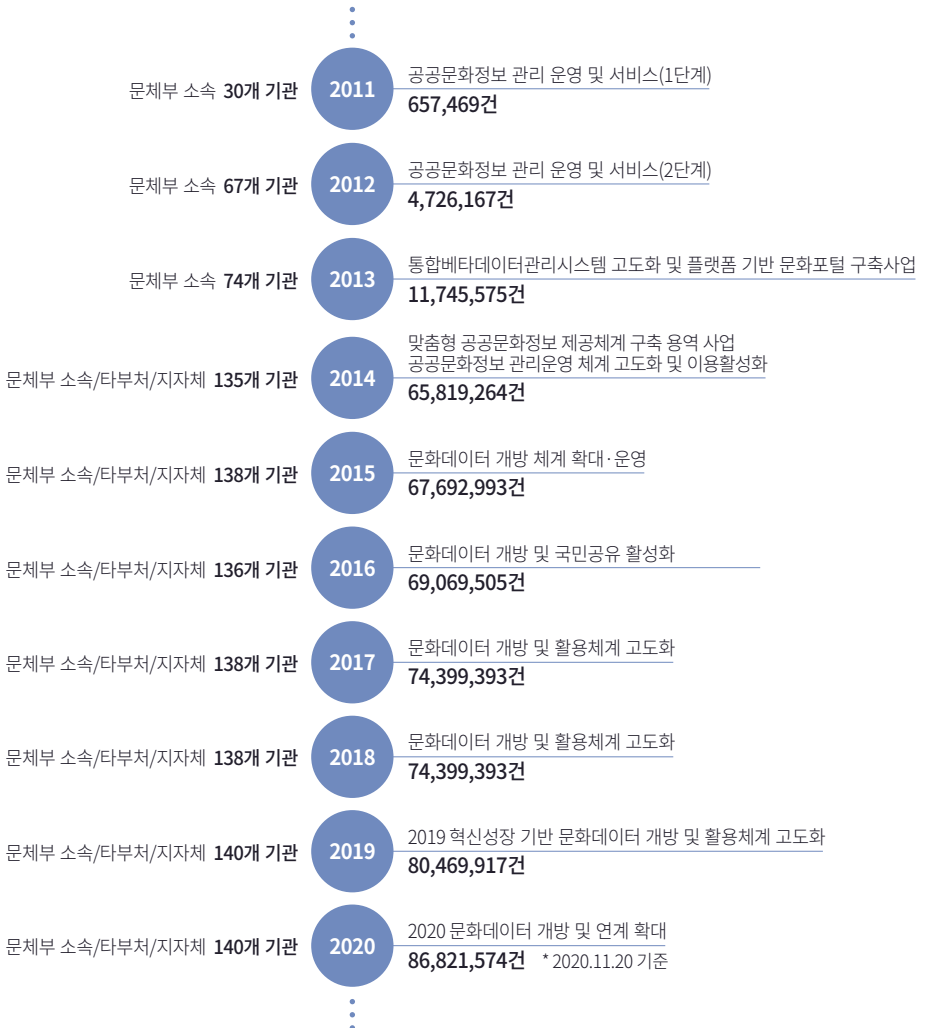 문체부 소속 30개 기관
2011
공공문화정보 관리 운영 및 서비스(1단계)
657,469건
문체부 소속 67개 기관
2012
공공문화정보 관리 운영 및 서비스(2단계)
4,726,167건
문체부 소속 74개 기관
2013
통합베타데이터관리시스템 고도화 및 플랫폼 기반 문화포털 구축사업
11,745,575건
문체부 소속/타부처/지자체 135개 기관
2014
맞춤형 공공문화정보 제공체계 구축 용역 사업
공공문화정보 관리운영 체계 고도화 및 이용활성화
65,819,264건
문체부 소속/타부처/지자체 138개 기관
2015
문화데이터 개방 체계 확대·운영
67,692,993건
문체부 소속/타부처/지자체 136개 기관
2016
문화데이터 개방 및 국민공유 활성화
69,069,505건
문체부 소속/타부처/지자체 138개 기관
2017
문화데이터 개방 및 활용체계 고도화
74,399,393건
문체부 소속/타부처/지자체 138개 기관
2018
문화데이터 개방 및 활용체계 고도화
74,399,393건
문체부 소속/타부처/지자체 140개 기관
2019
2019 혁신성장 기반 문화데이터 개방 및 활용체계 고도화
80,469,917건
문체부 소속/타부처/지자체 140개 기관
2020
2020 문화데이터 개방 및 연계 확대
86,821,574건 * 2020.11.20 기준